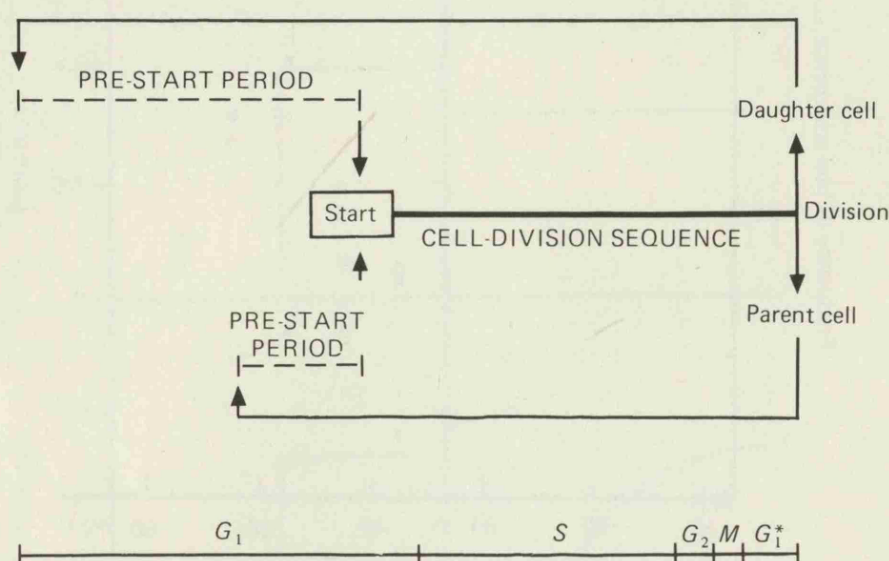 PRE-START PERIOD
Daughter cell
Start
Division
CELL-DIVISION SEQUENCE
PRE-START
PERIOD
Parent cell
G₁ S G₂ M G₁*